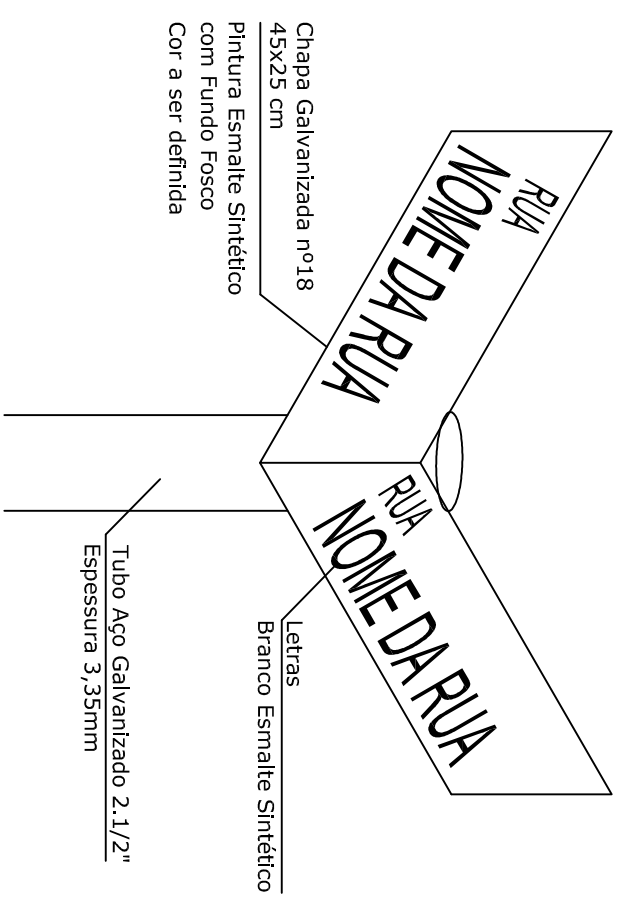 RUA
NOME DA RUA
RUA
NOME DA RUA
Chapa Galvanizada nº18
45x25 cm
Pintura Esmalte Sintético
com Fundo Fosco
Cor a ser definida
Letras
Branco Esmalte Sintético
Tubo Aço Galvanizado 2.1/2"
Espessura 3,35mm